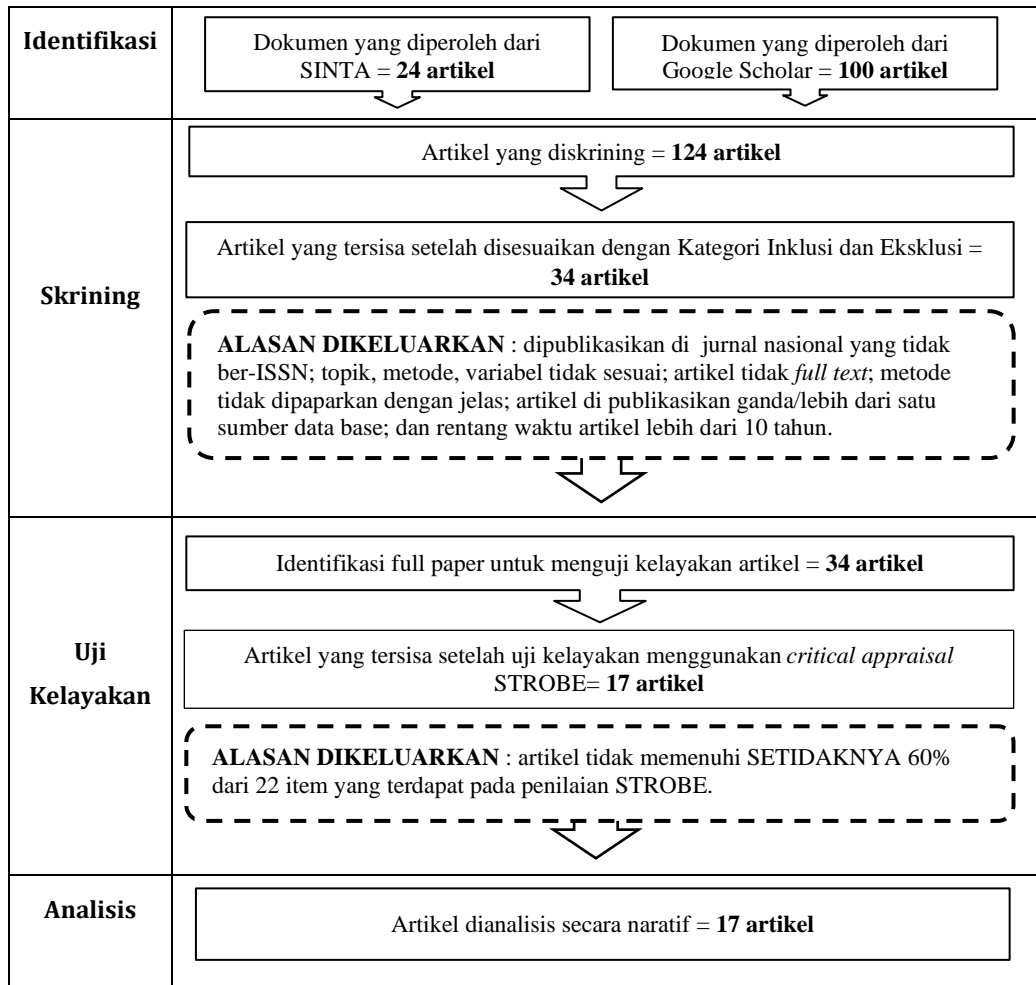 Identifikasi
Dokumen yang diperoleh dari
SINTA = 24 artikel
Dokumen yang diperoleh dari
Google Scholar = 100 artikel
Skrining
Artikel yang diskrining = 124 artikel
Artikel yang tersisa setelah disesuaikan dengan Kategori Inklusi dan Eksklusi =
34 artikel
ALASAN DIKELUARKAN : dipublikasikan di jurnal nasional yang tidak
ber-ISSN; topik, metode, variabel tidak sesuai; artikel tidak full text; metode
tidak dipaparkan dengan jelas; artikel di publikasikan ganda/lebih dari satu
sumber data base; dan rentang waktu artikel lebih dari 10 tahun.
Uji
Kelayakan
Identifikasi full paper untuk menguji kelayakan artikel = 34 artikel
Artikel yang tersisa setelah uji kelayakan menggunakan critical appraisal
STROBE= 17 artikel
ALASAN DIKELUARKAN : artikel tidak memenuhi SETIDAKNYA 60%
dari 22 item yang terdapat pada penilaian STROBE.
Analisis
Artikel dianalisis secara naratif = 17 artikel